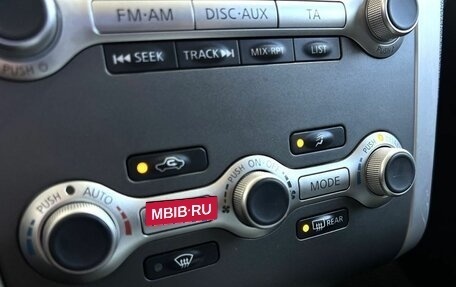 FM·AM DISC·AUX TA
SEEK TRACK MIX·RPT LIST
PUSH
PUSH AUTO
MBIB·RU
PUSH ON·OFF
MODE
PUSH
REAR